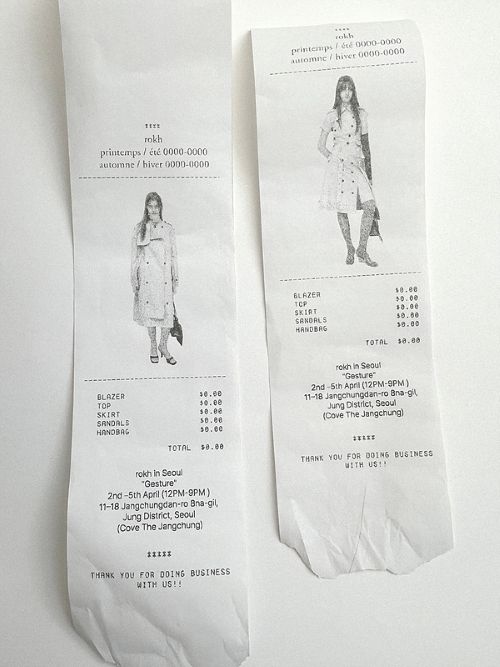 rokh
printemps / été 0000-0000
automne / hiver 0000-0000
BLAZER $0.00
TOP $0.00
SKIRT $0.00
SANDALS $0.00
HANDBAG $0.00
TOTAL $0.00
rokh in Seoul
"Gesture"
2nd -5th April (12PM-9PM )
11-18 Jangchungdan-ro 8na-gil,
Jung District, Seoul
(Cove The Jangchung)
THANK YOU FOR DOING BUSINESS
WITH US!!
rokh
printemps / été 0000-0000
automne / hiver 0000-0000
BLAZER $0.00
TOP $0.00
SKIRT $0.00
SANDALS $0.00
HANDBAG $0.00
TOTAL $0.00
rokh in Seoul
"Gesture"
2nd -5th April (12PM-9PM )
11-18 Jangchungdan-ro 8na-gil,
Jung District, Seoul
(Cove The Jangchung)
THANK YOU FOR DOING BUSINESS
WITH US!!